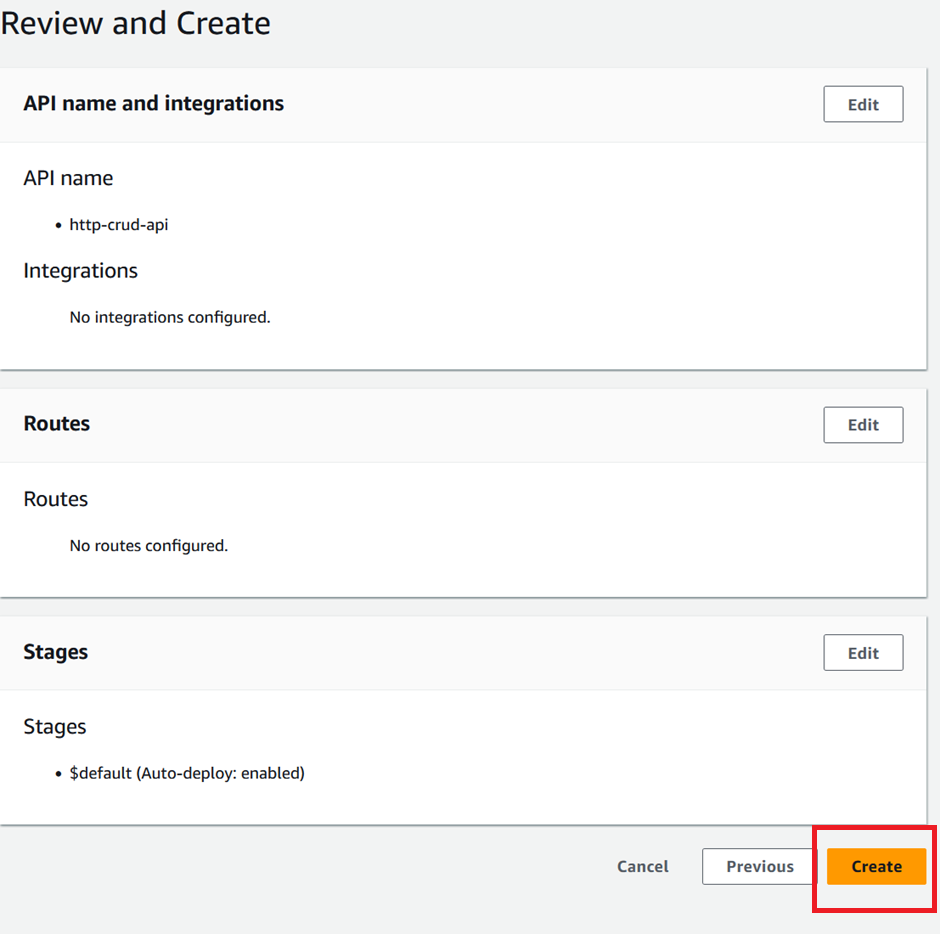 Review and Create
API name and integrations
Edit
API name
• http-crud-api
Integrations
No integrations configured.
Routes
Edit
Routes
No routes configured.
Stages
Edit
Stages
• $default (Auto-deploy: enabled)
Cancel Previous Create